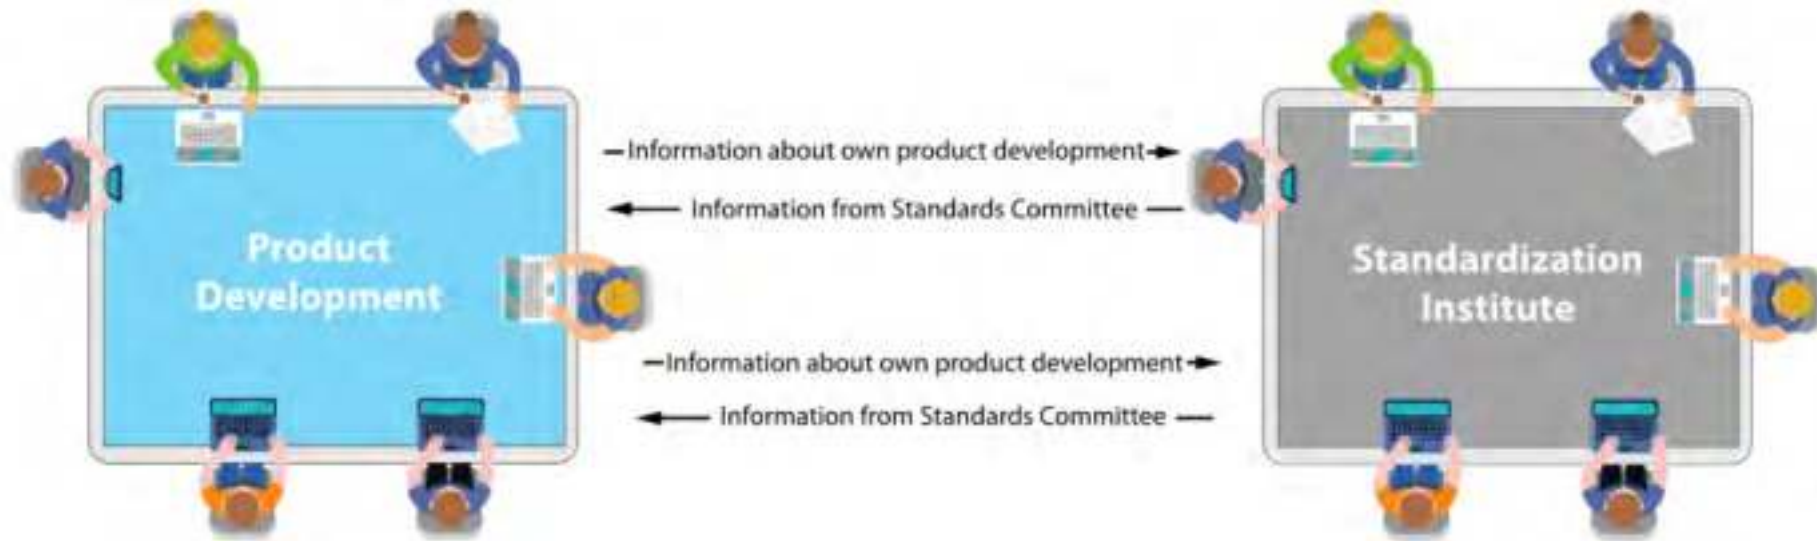 Information about own product development
Information from Standards Committee
Product
Development
Standardization
Institute
Information about own product development
Information from Standards Committee